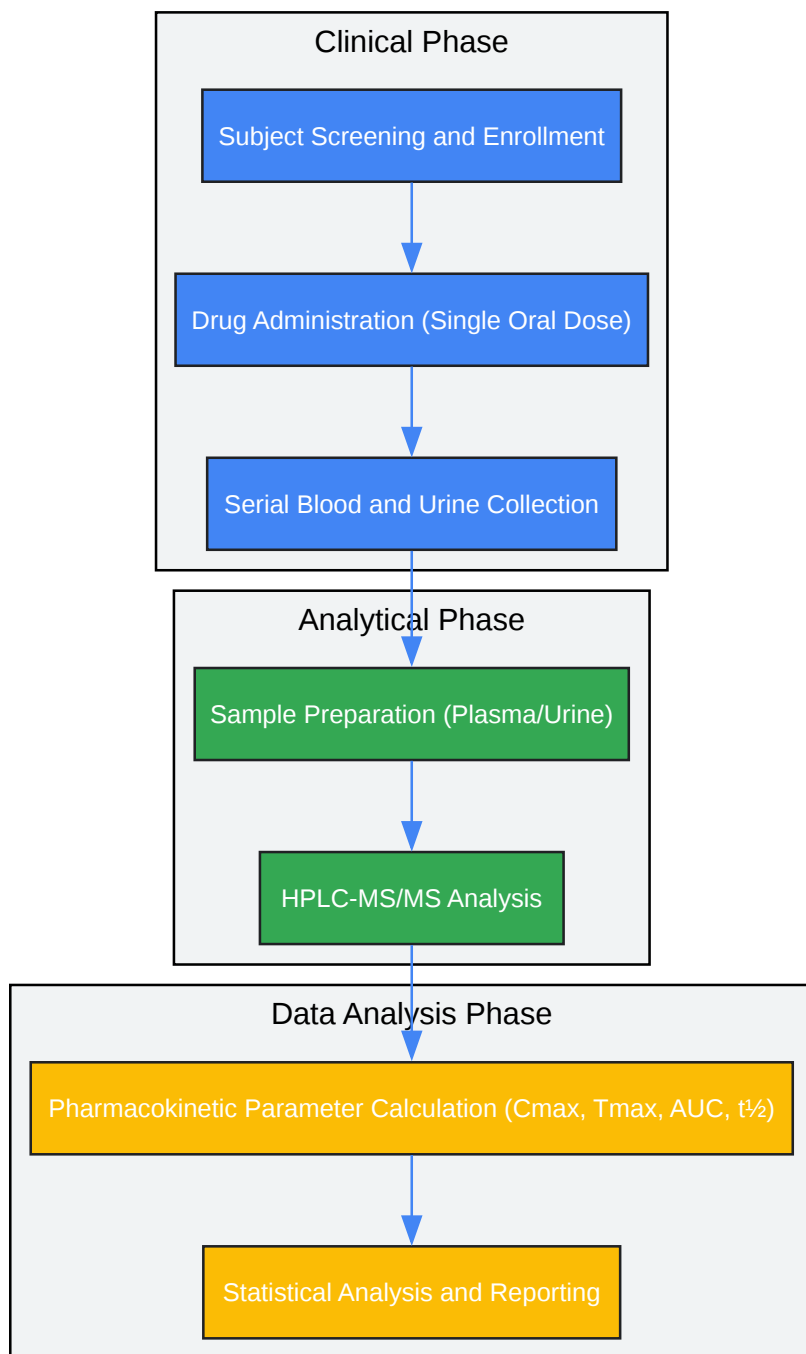 Clinical Phase
Subject Screening and Enrollment
Drug Administration (Single Oral Dose)
Serial Blood and Urine Collection
Analytical Phase
Sample Preparation (Plasma/Urine)
HPLC-MS/MS Analysis
Data Analysis Phase
Pharmacokinetic Parameter Calculation (Cmax, Tmax, AUC, t½)
Statistical Analysis and Reporting